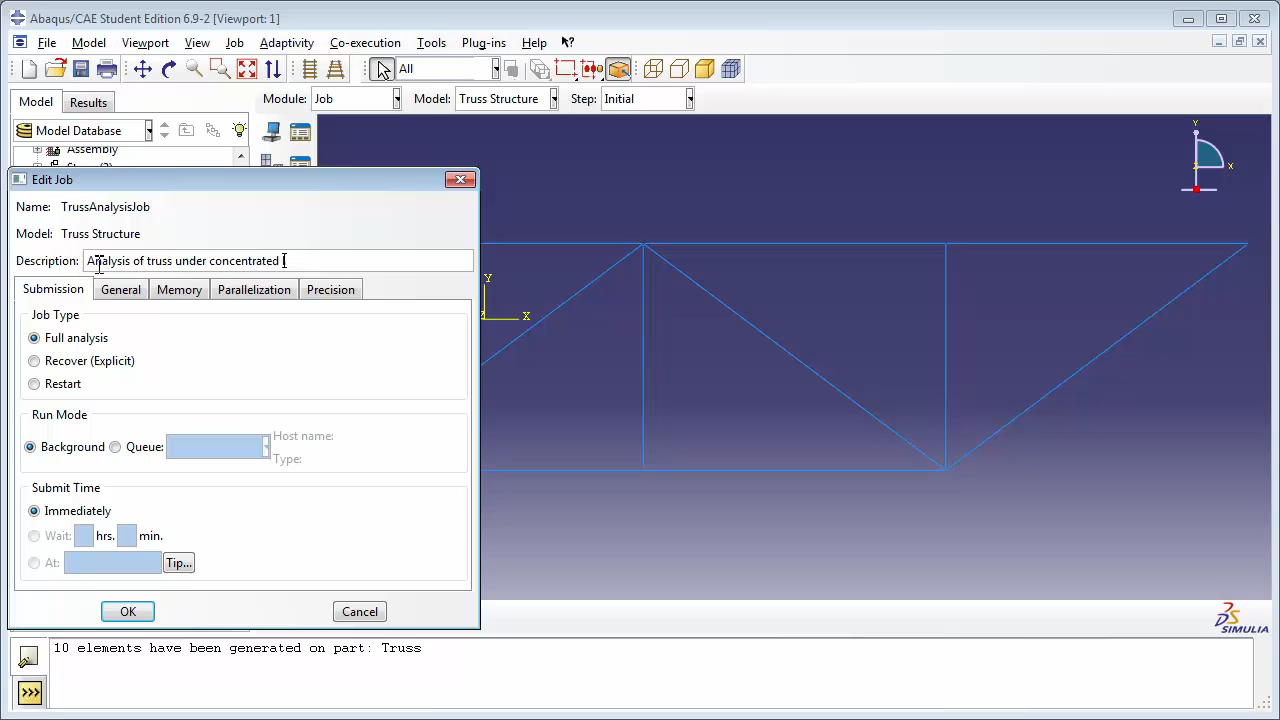 Abaqus/CAE Student Edition 6.9-2 [Viewport: 1]
File Model Viewport View Job Adaptivity Co-execution Tools Plug-ins Help
All
Model Results Module: Job Model: Truss Structure Step: Initial
Model Database
Assembly
Edit Job
Name: TrussAnalysisJob
Model: Truss Structure
Description: Analysis of truss under concentrated
Submission General Memory Parallelization Precision
Job Type
Full analysis
Recover (Explicit)
Restart
Run Mode
Background Queue: Host name:
Type:
Submit Time
Immediately
Wait: hrs. min.
At: Tip...
OK Cancel
Y
X
Y
X
SIMULIA
>>>
10 elements have been generated on part: Truss